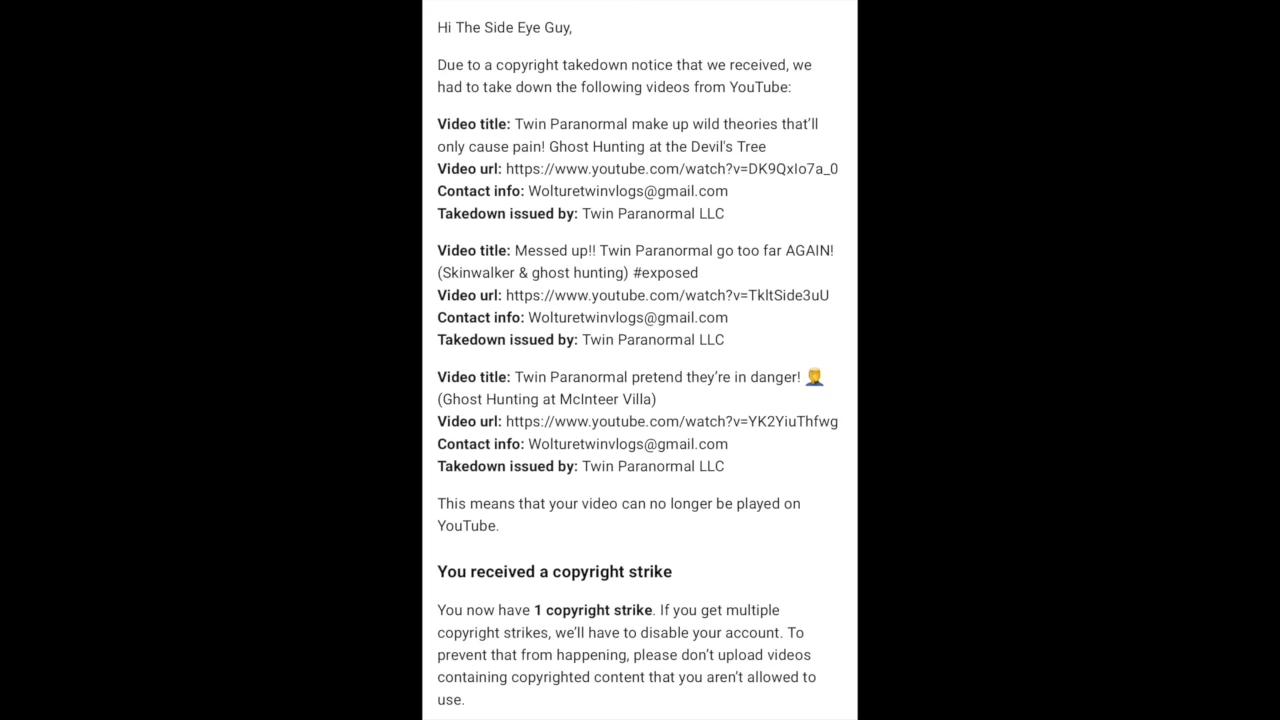 Hi The Side Eye Guy,
Due to a copyright takedown notice that we received, we
had to take down the following videos from YouTube:
Video title: Twin Paranormal make up wild theories that'll
only cause pain! Ghost Hunting at the Devil's Tree
Video url: https://www.youtube.com/watch?v=DK9QxIo7a_0
Contact info: Wolturetwinvlogs@gmail.com
Takedown issued by: Twin Paranormal LLC
Video title: Messed up!! Twin Paranormal go too far AGAIN!
(Skinwalker & ghost hunting) #exposed
Video url: https://www.youtube.com/watch?v=TkltSide3uU
Contact info: Wolturetwinvlogs@gmail.com
Takedown issued by: Twin Paranormal LLC
Video title: Twin Paranormal pretend they're in danger! 🤦‍♂️
(Ghost Hunting at McInteer Villa)
Video url: https://www.youtube.com/watch?v=YK2YiuThfwg
Contact info: Wolturetwinvlogs@gmail.com
Takedown issued by: Twin Paranormal LLC
This means that your video can no longer be played on
YouTube.
You received a copyright strike
You now have 1 copyright strike. If you get multiple
copyright strikes, we'll have to disable your account. To
prevent that from happening, please don't upload videos
containing copyrighted content that you aren't allowed to
use.